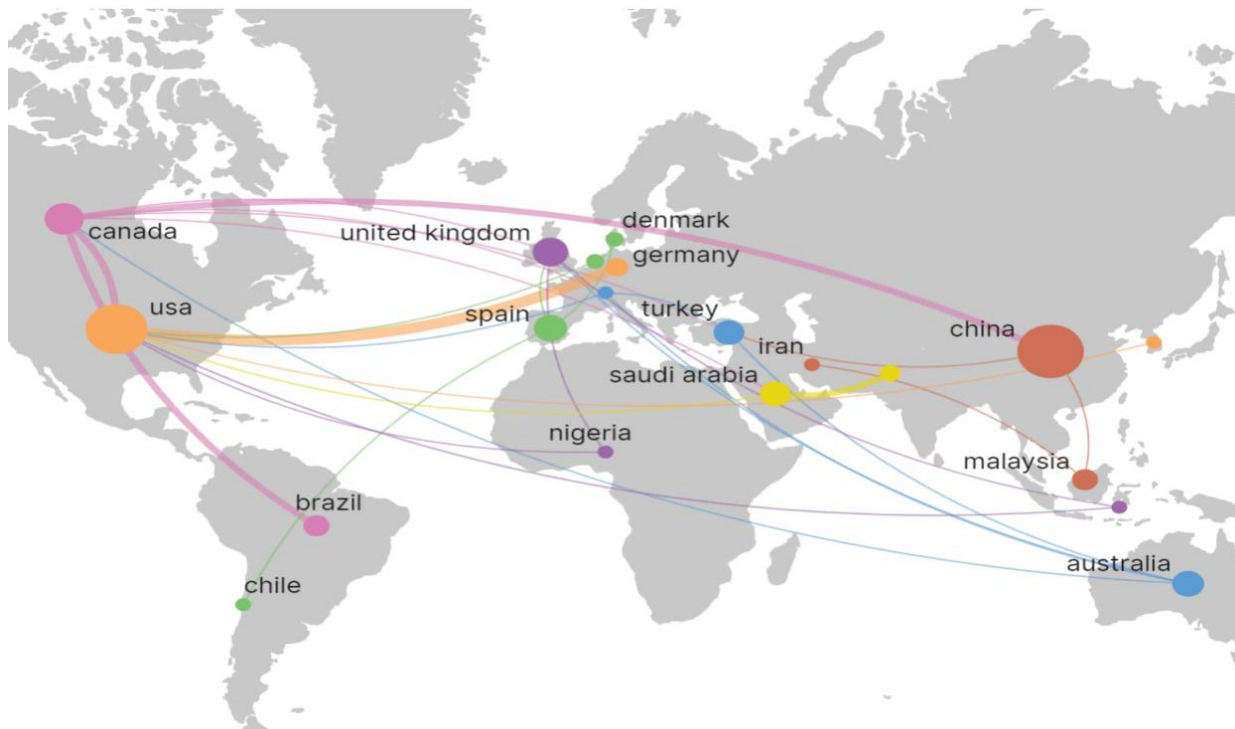 denmark
canada
united kingdom
germany
usa
spain
turkey
china
iran
saudi arabia
nigeria
malaysia
brazil
australia
chile